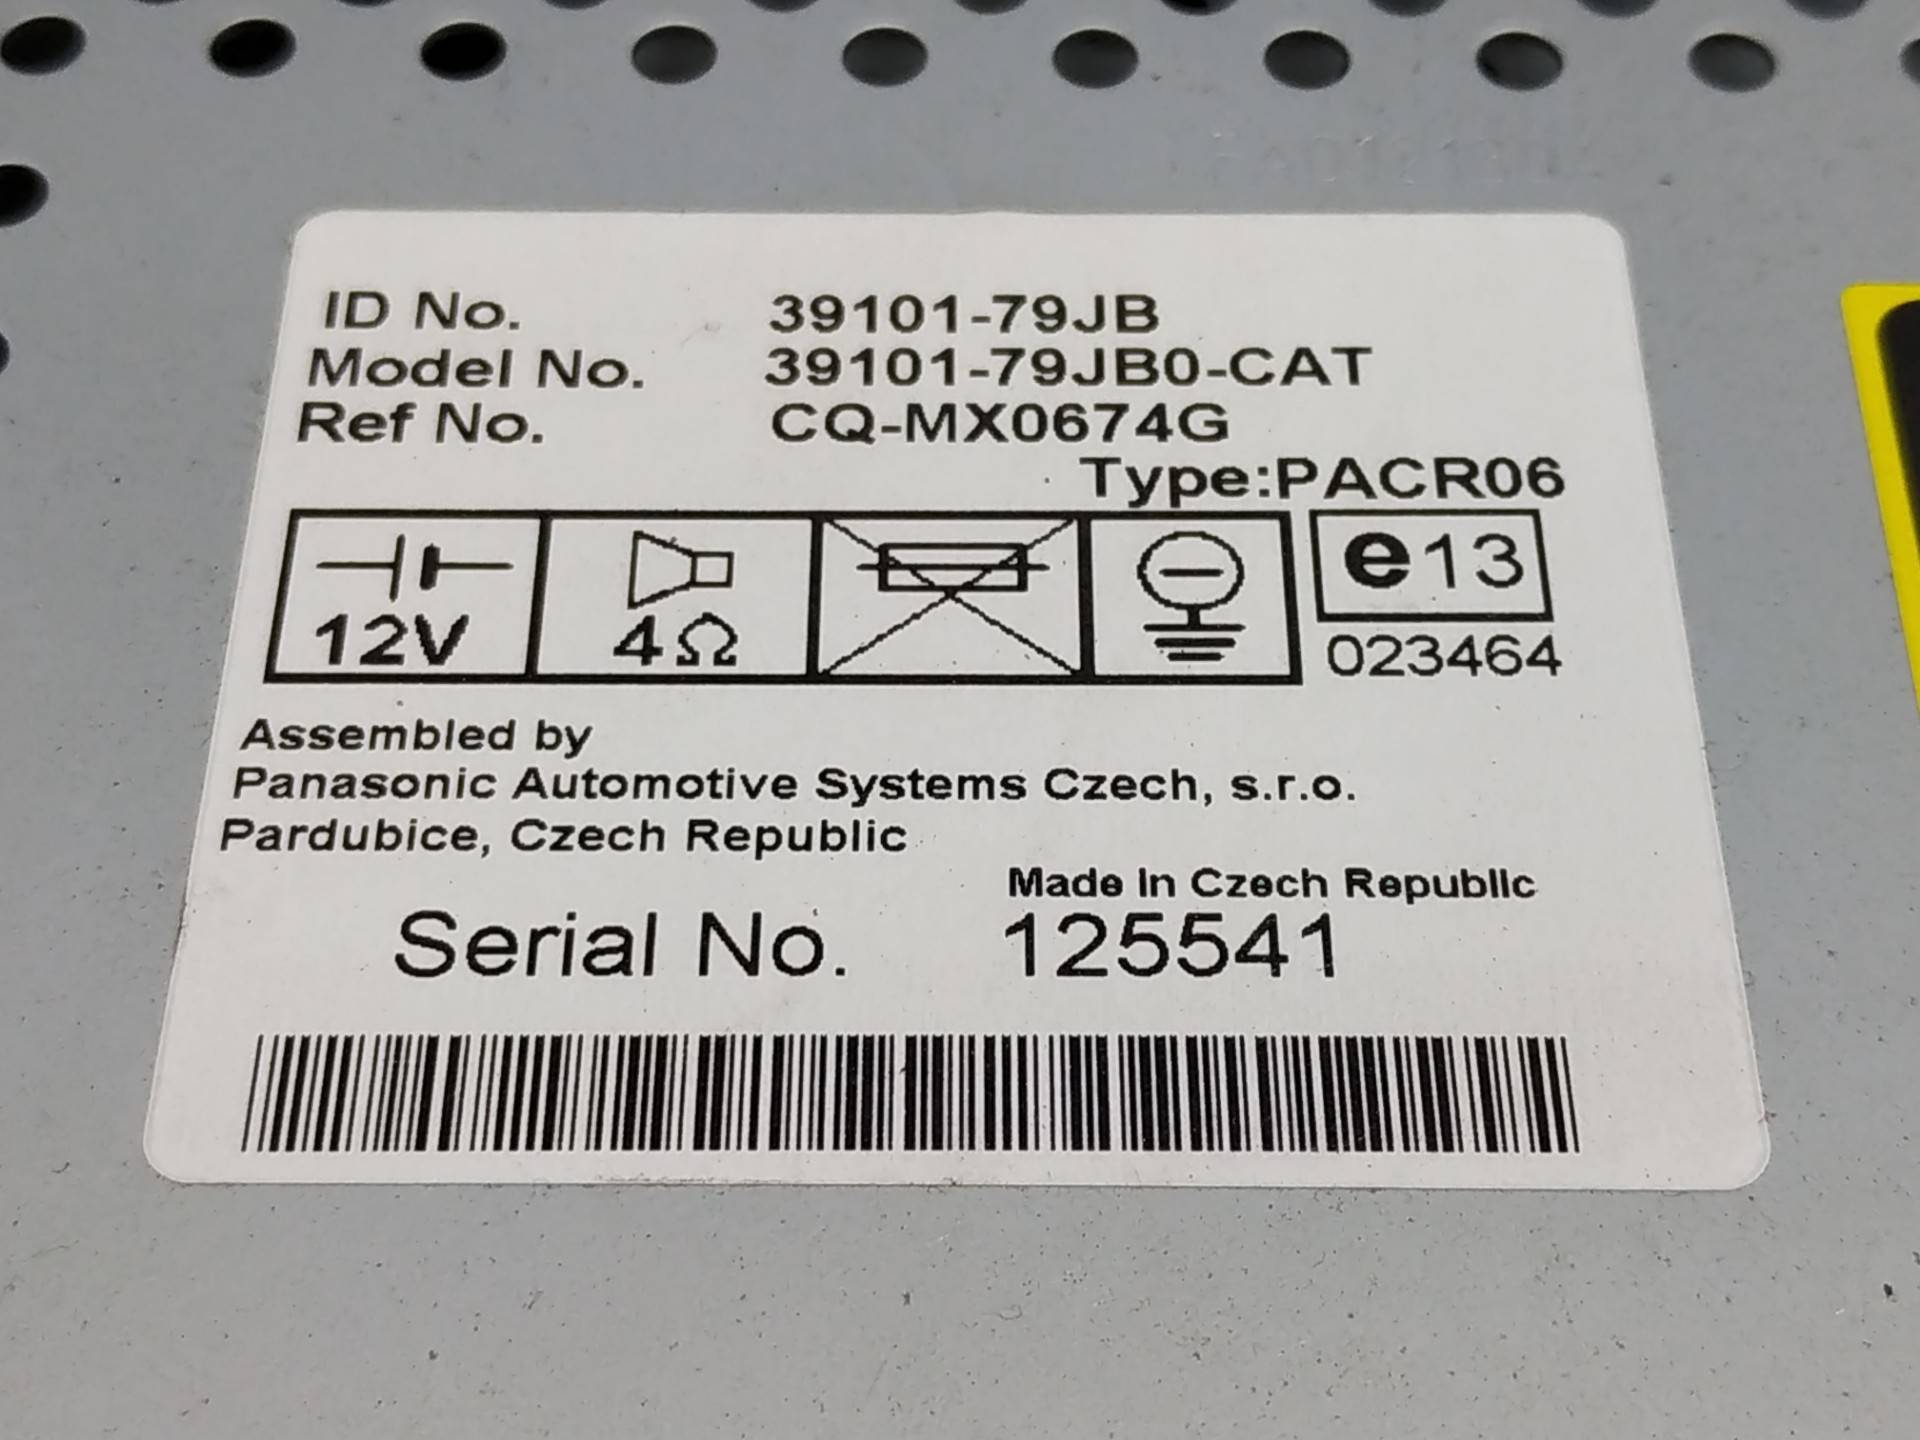 ID No. 39101-79JB
Model No. 39101-79JB0-CAT
Ref No. CQ-MX0674G
Type:PACR06
12V 4Ω e13
023464
Assembled by
Panasonic Automotive Systems Czech, s.r.o.
Pardubice, Czech Republic
Made In Czech Republic
Serial No. 125541